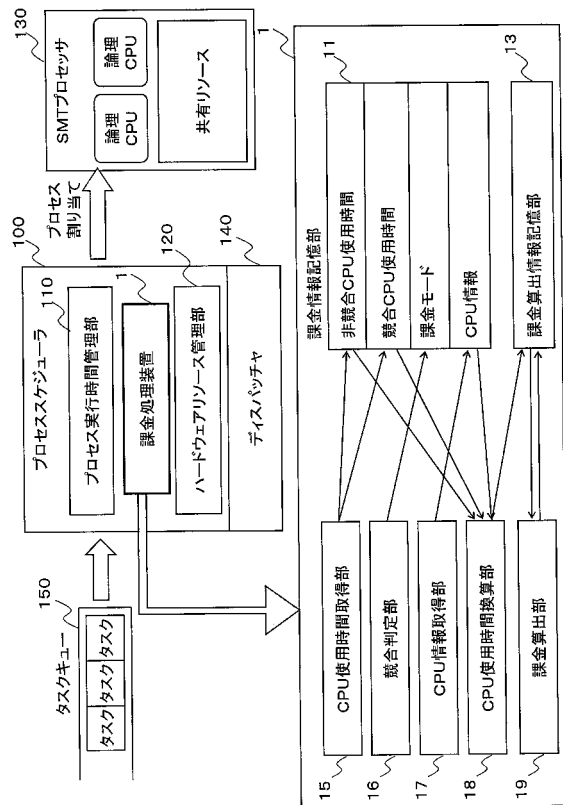 タスクキュー
150
タスク
タスク
タスク
プロセススケジューラ
100
プロセス実行時間管理部
110
課金処理装置
1
ハードウェアリソース管理部
120
ディスパッチャ
140
プロセス
割り当て
SMTプロセッサ
130
論理
CPU
論理
CPU
共有リソース
1
CPU使用時間取得部
15
競合判定部
16
CPU情報取得部
17
CPU使用時間換算部
18
課金算出部
19
課金情報記憶部
11
非競合CPU使用時間
競合CPU使用時間
課金モード
CPU情報
課金算出情報記憶部
13